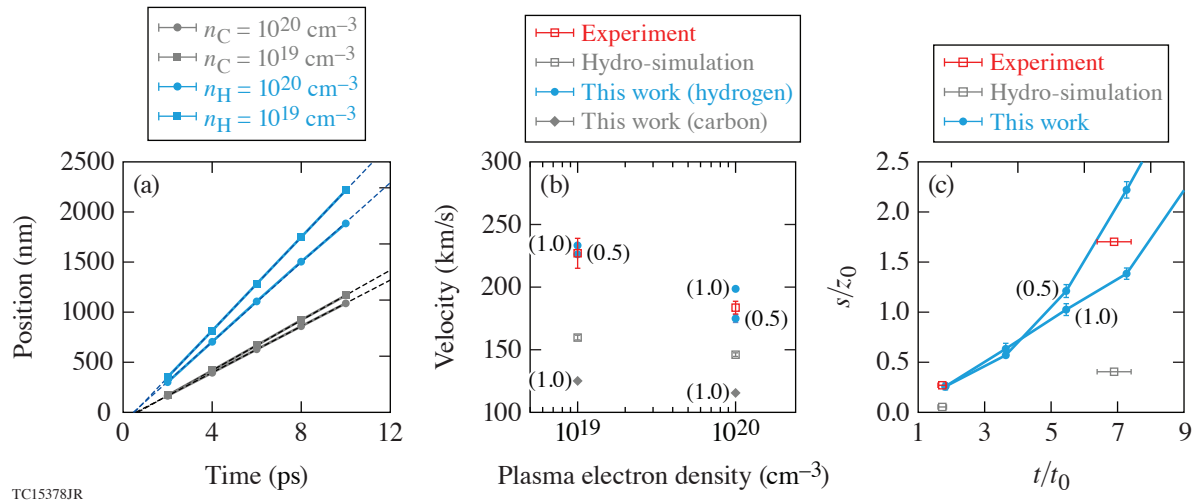 n_C = 10^20 cm^–3
n_C = 10^19 cm^–3
n_H = 10^20 cm^–3
n_H = 10^19 cm^–3
(a)
Position (nm)
2500
2000
1500
1000
500
0
0
4
8
12
Time (ps)
Experiment
Hydro-simulation
This work (hydrogen)
This work (carbon)
(b)
Velocity (km/s)
300
250
200
150
100
(1.0)
(0.5)
(1.0)
(1.0)
(0.5)
(1.0)
10^19
10^20
Plasma electron density (cm^–3)
Experiment
Hydro-simulation
This work
(c)
s/z_0
2.5
2.0
1.5
1.0
0.5
0.0
(0.5)
(1.0)
1
3
5
7
9
t/t_0
TC15378JR